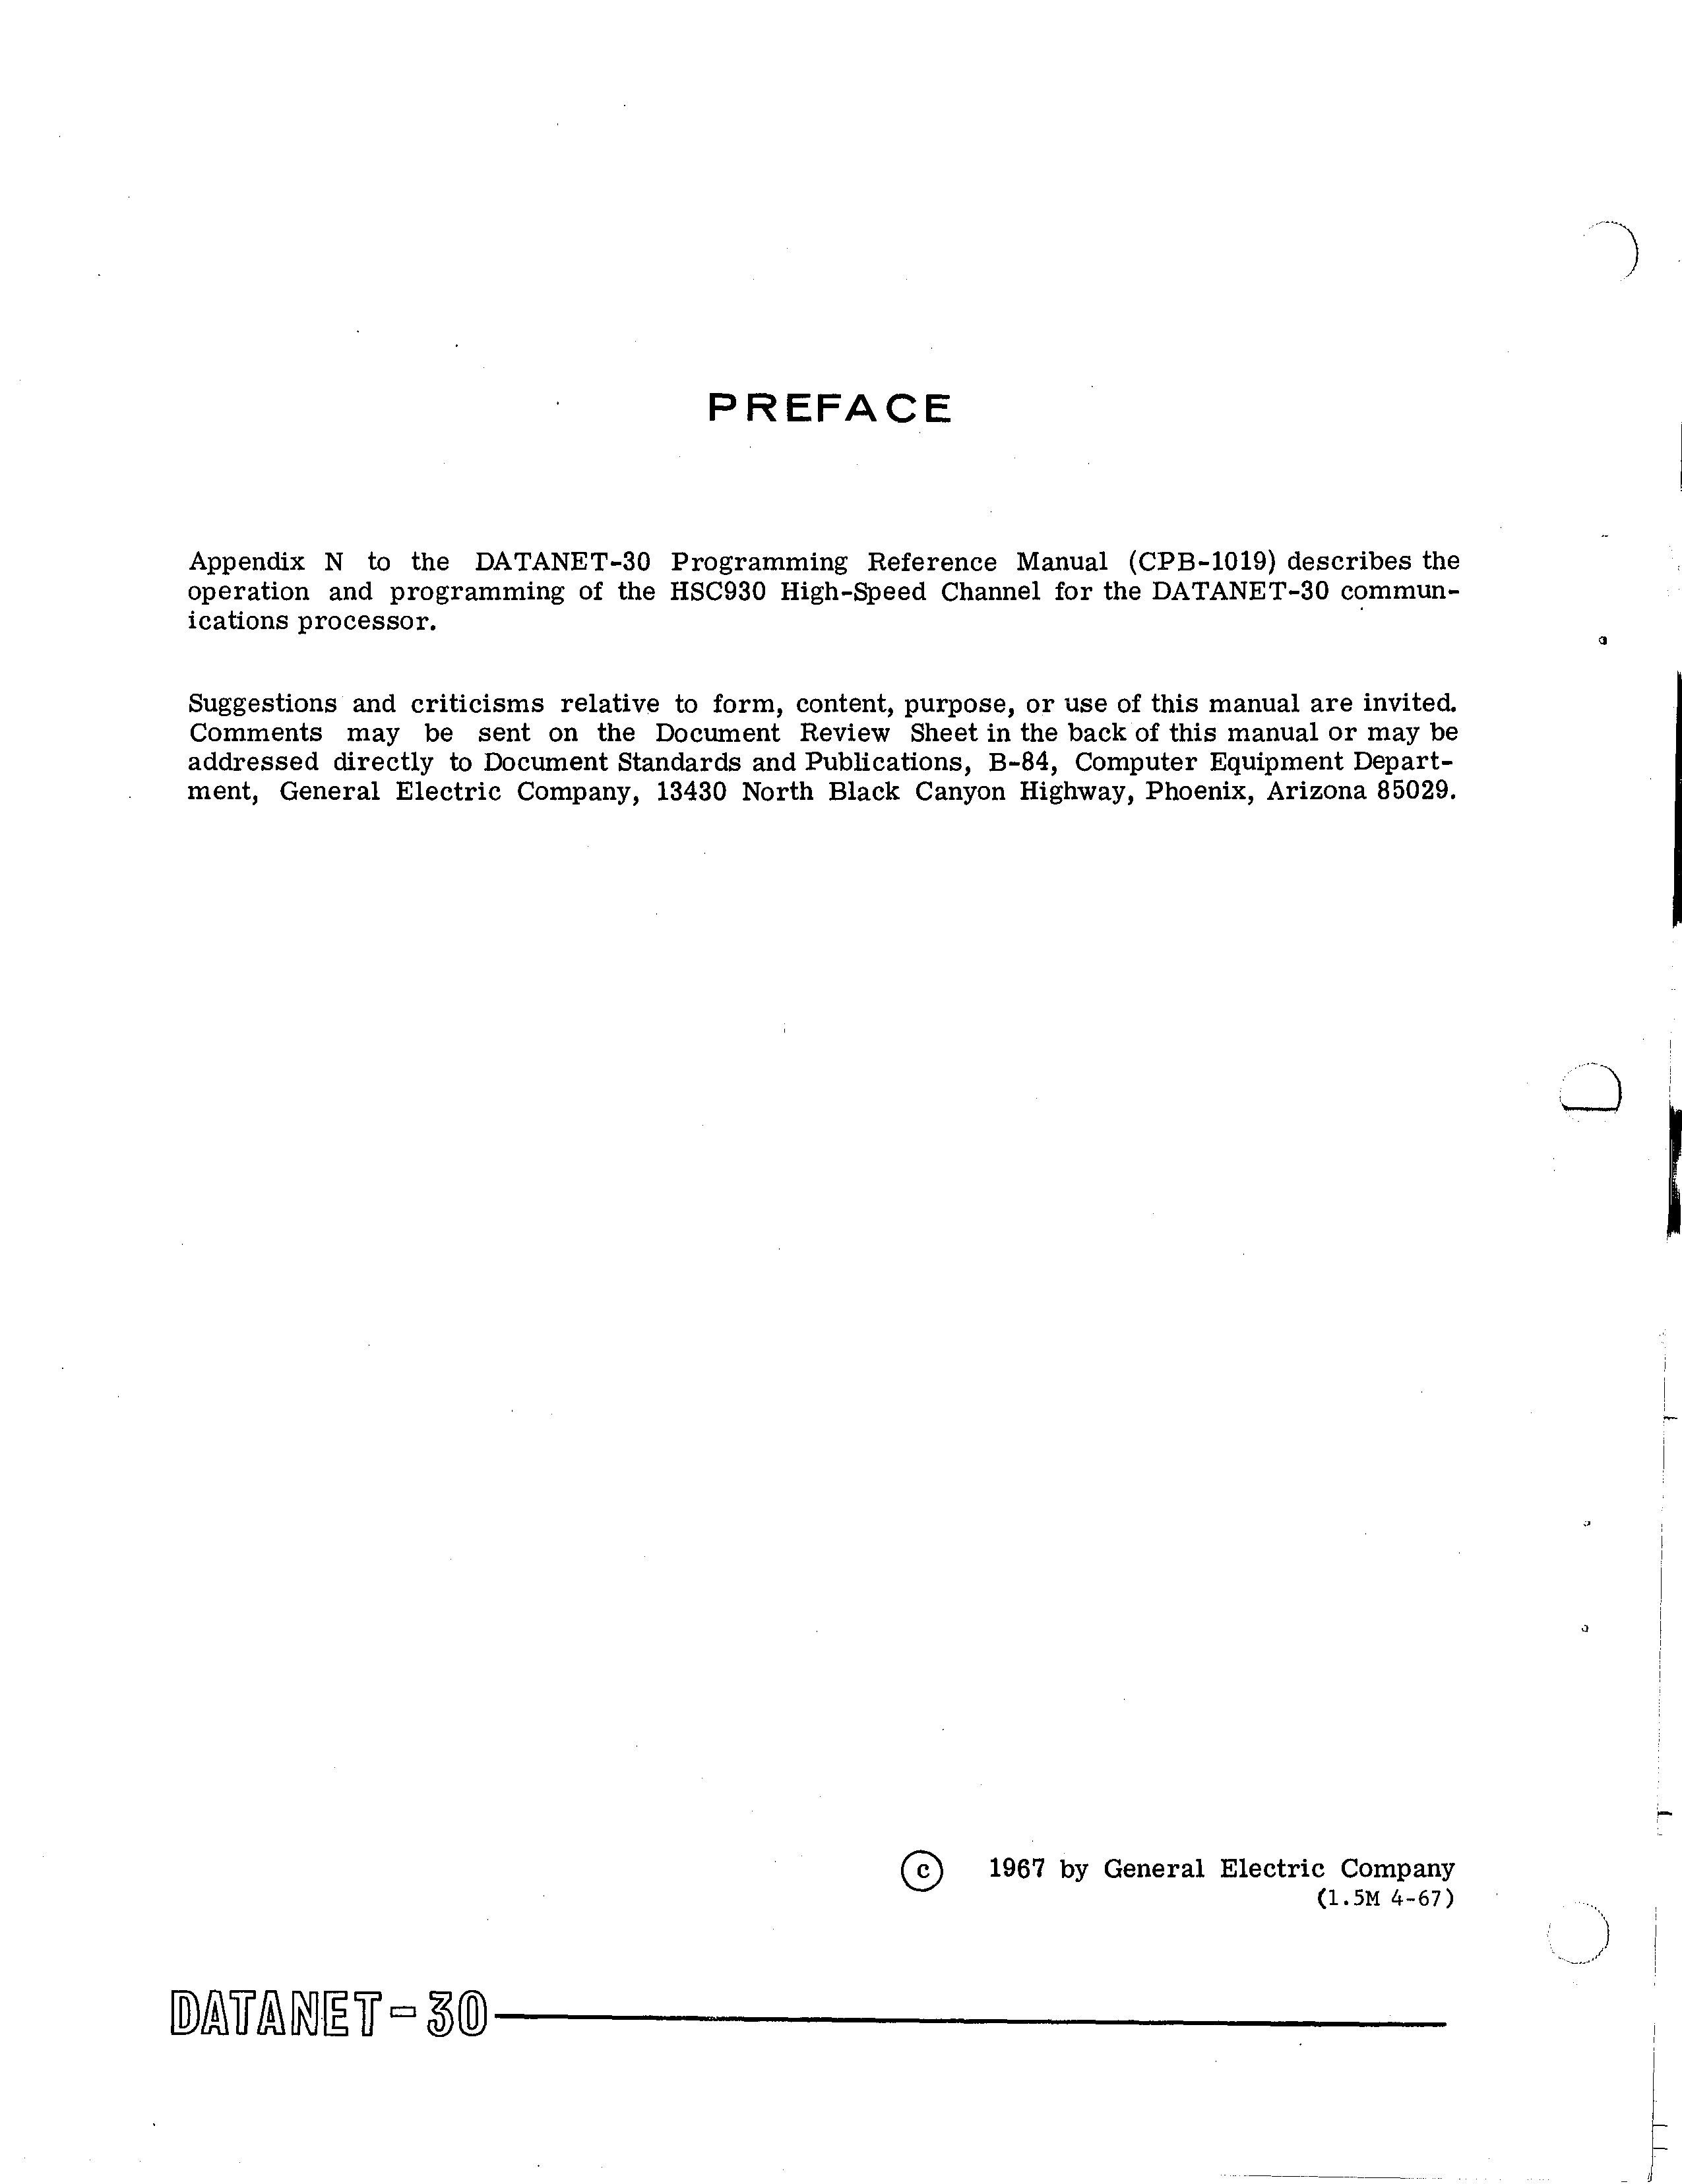 PREFACE
Appendix N to the DATANET-30 Programming Reference Manual (CPB-1019) describes the
operation and programming of the HSC930 High-Speed Channel for the DATANET-30 commun-
ications processor.
Suggestions and criticisms relative to form, content, purpose, or use of this manual are invited.
Comments may be sent on the Document Review Sheet in the back of this manual or may be
addressed directly to Document Standards and Publications, B-84, Computer Equipment Depart-
ment, General Electric Company, 13430 North Black Canyon Highway, Phoenix, Arizona 85029.
© 1967 by General Electric Company
(1.5M 4-67)
DATANET-30